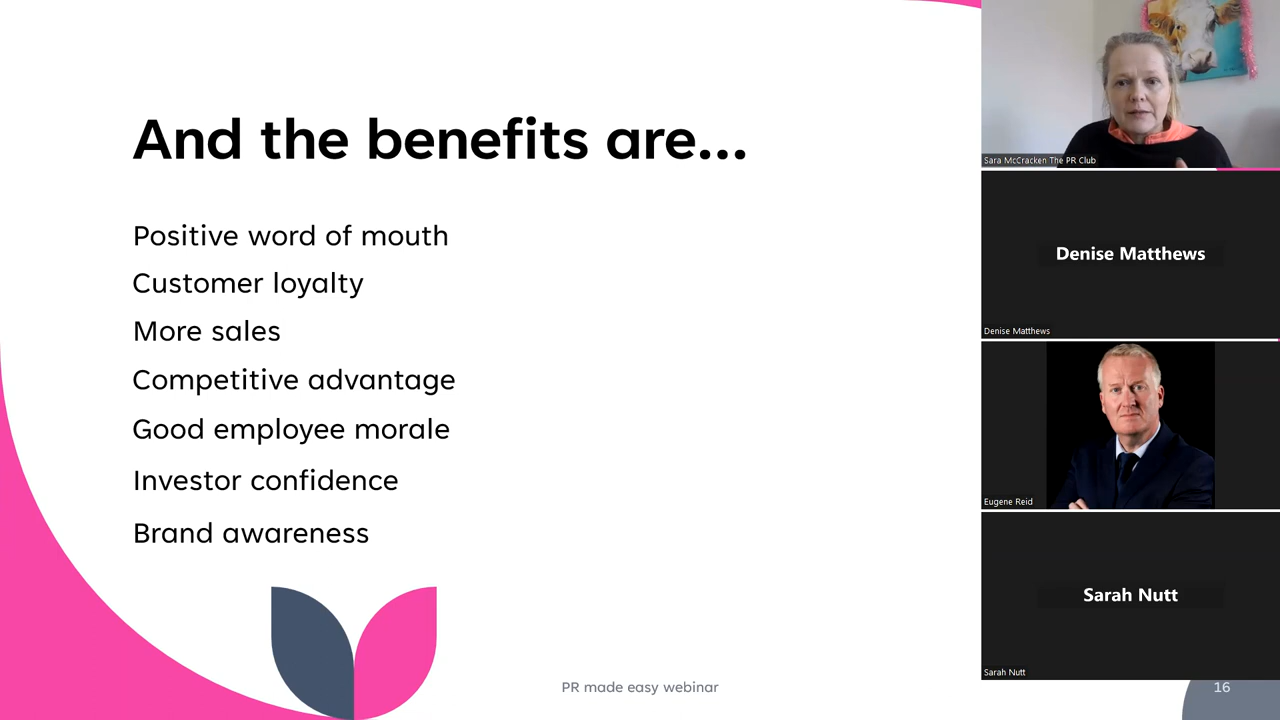 And the benefits are...
Positive word of mouth
Customer loyalty
More sales
Competitive advantage
Good employee morale
Investor confidence
Brand awareness
PR made easy webinar
16
Sara McCracken The PR Club
Denise Matthews
Denise Matthews
Eugene Reid
Sarah Nutt
Sarah Nutt